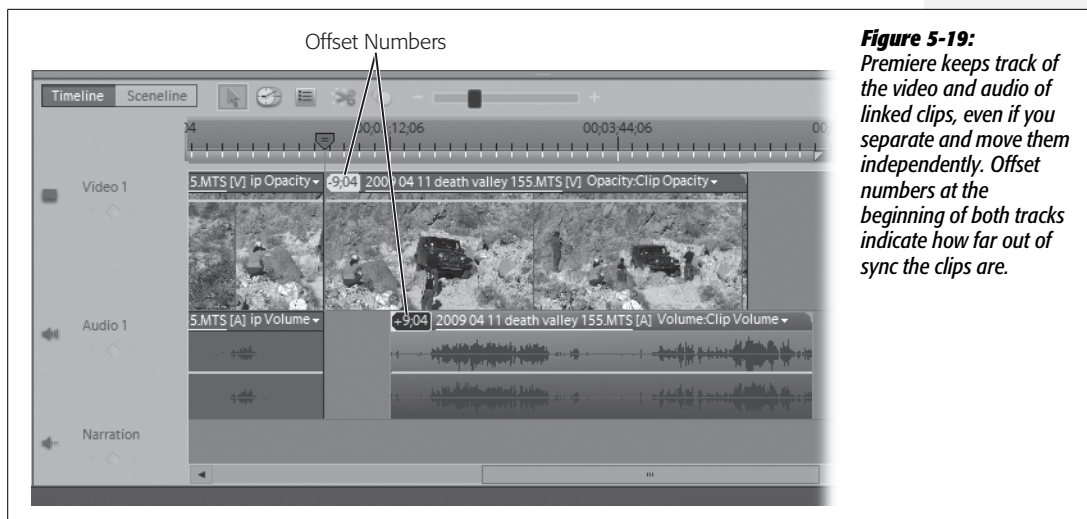 Offset Numbers
Timeline Sceneline
04 00;03;12;06 00;03;44;06 00;
Video 1
5.MTS [V] ip Opacity
-9;04 2009 04 11 death valley 155.MTS [V] Opacity:Clip Opacity
Audio 1
5.MTS [A] ip Volume
+9;04 2009 04 11 death valley 155.MTS [A] Volume:Clip Volume
Narration
Figure 5-19:
Premiere keeps track of
the video and audio of
linked clips, even if you
separate and move them
independently. Offset
numbers at the
beginning of both tracks
indicate how far out of
sync the clips are.